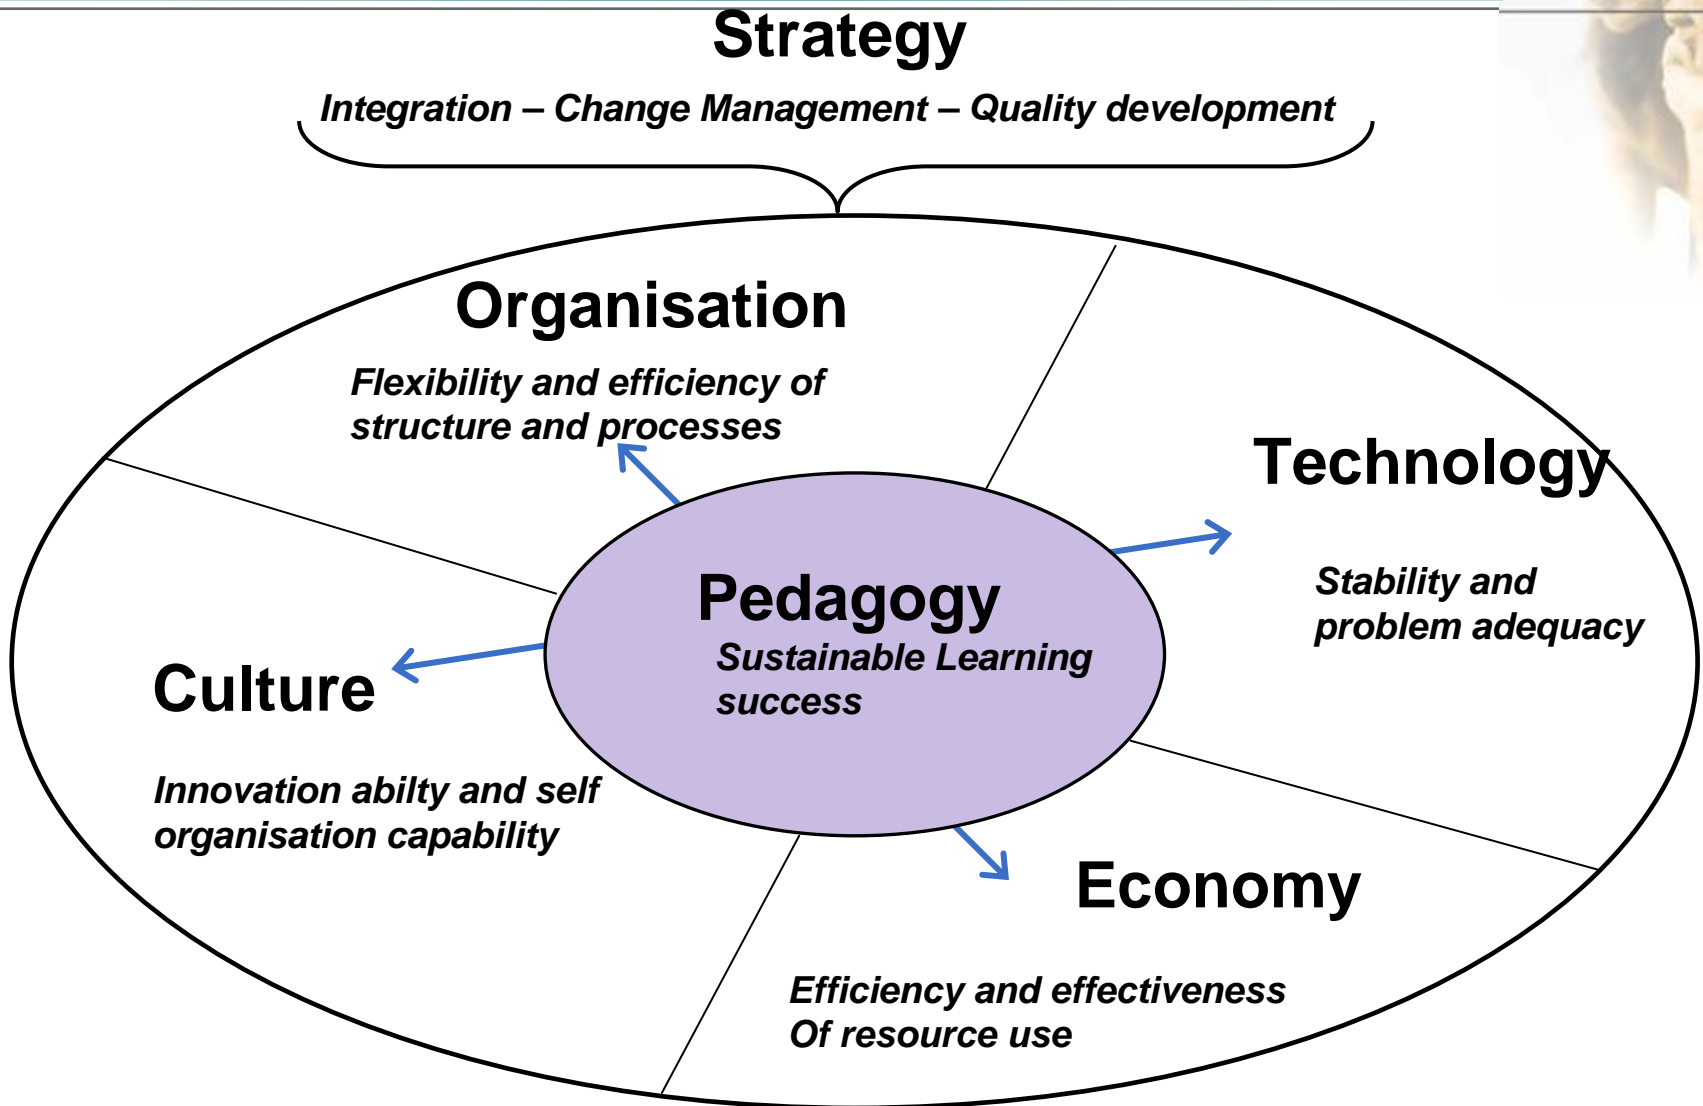 Strategy
Integration – Change Management – Quality development
Organisation
Flexibility and efficiency of
structure and processes
Technology
Stability and
problem adequacy
Pedagogy
Sustainable Learning
success
Culture
Innovation abilty and self
organisation capability
Economy
Efficiency and effectiveness
Of resource use